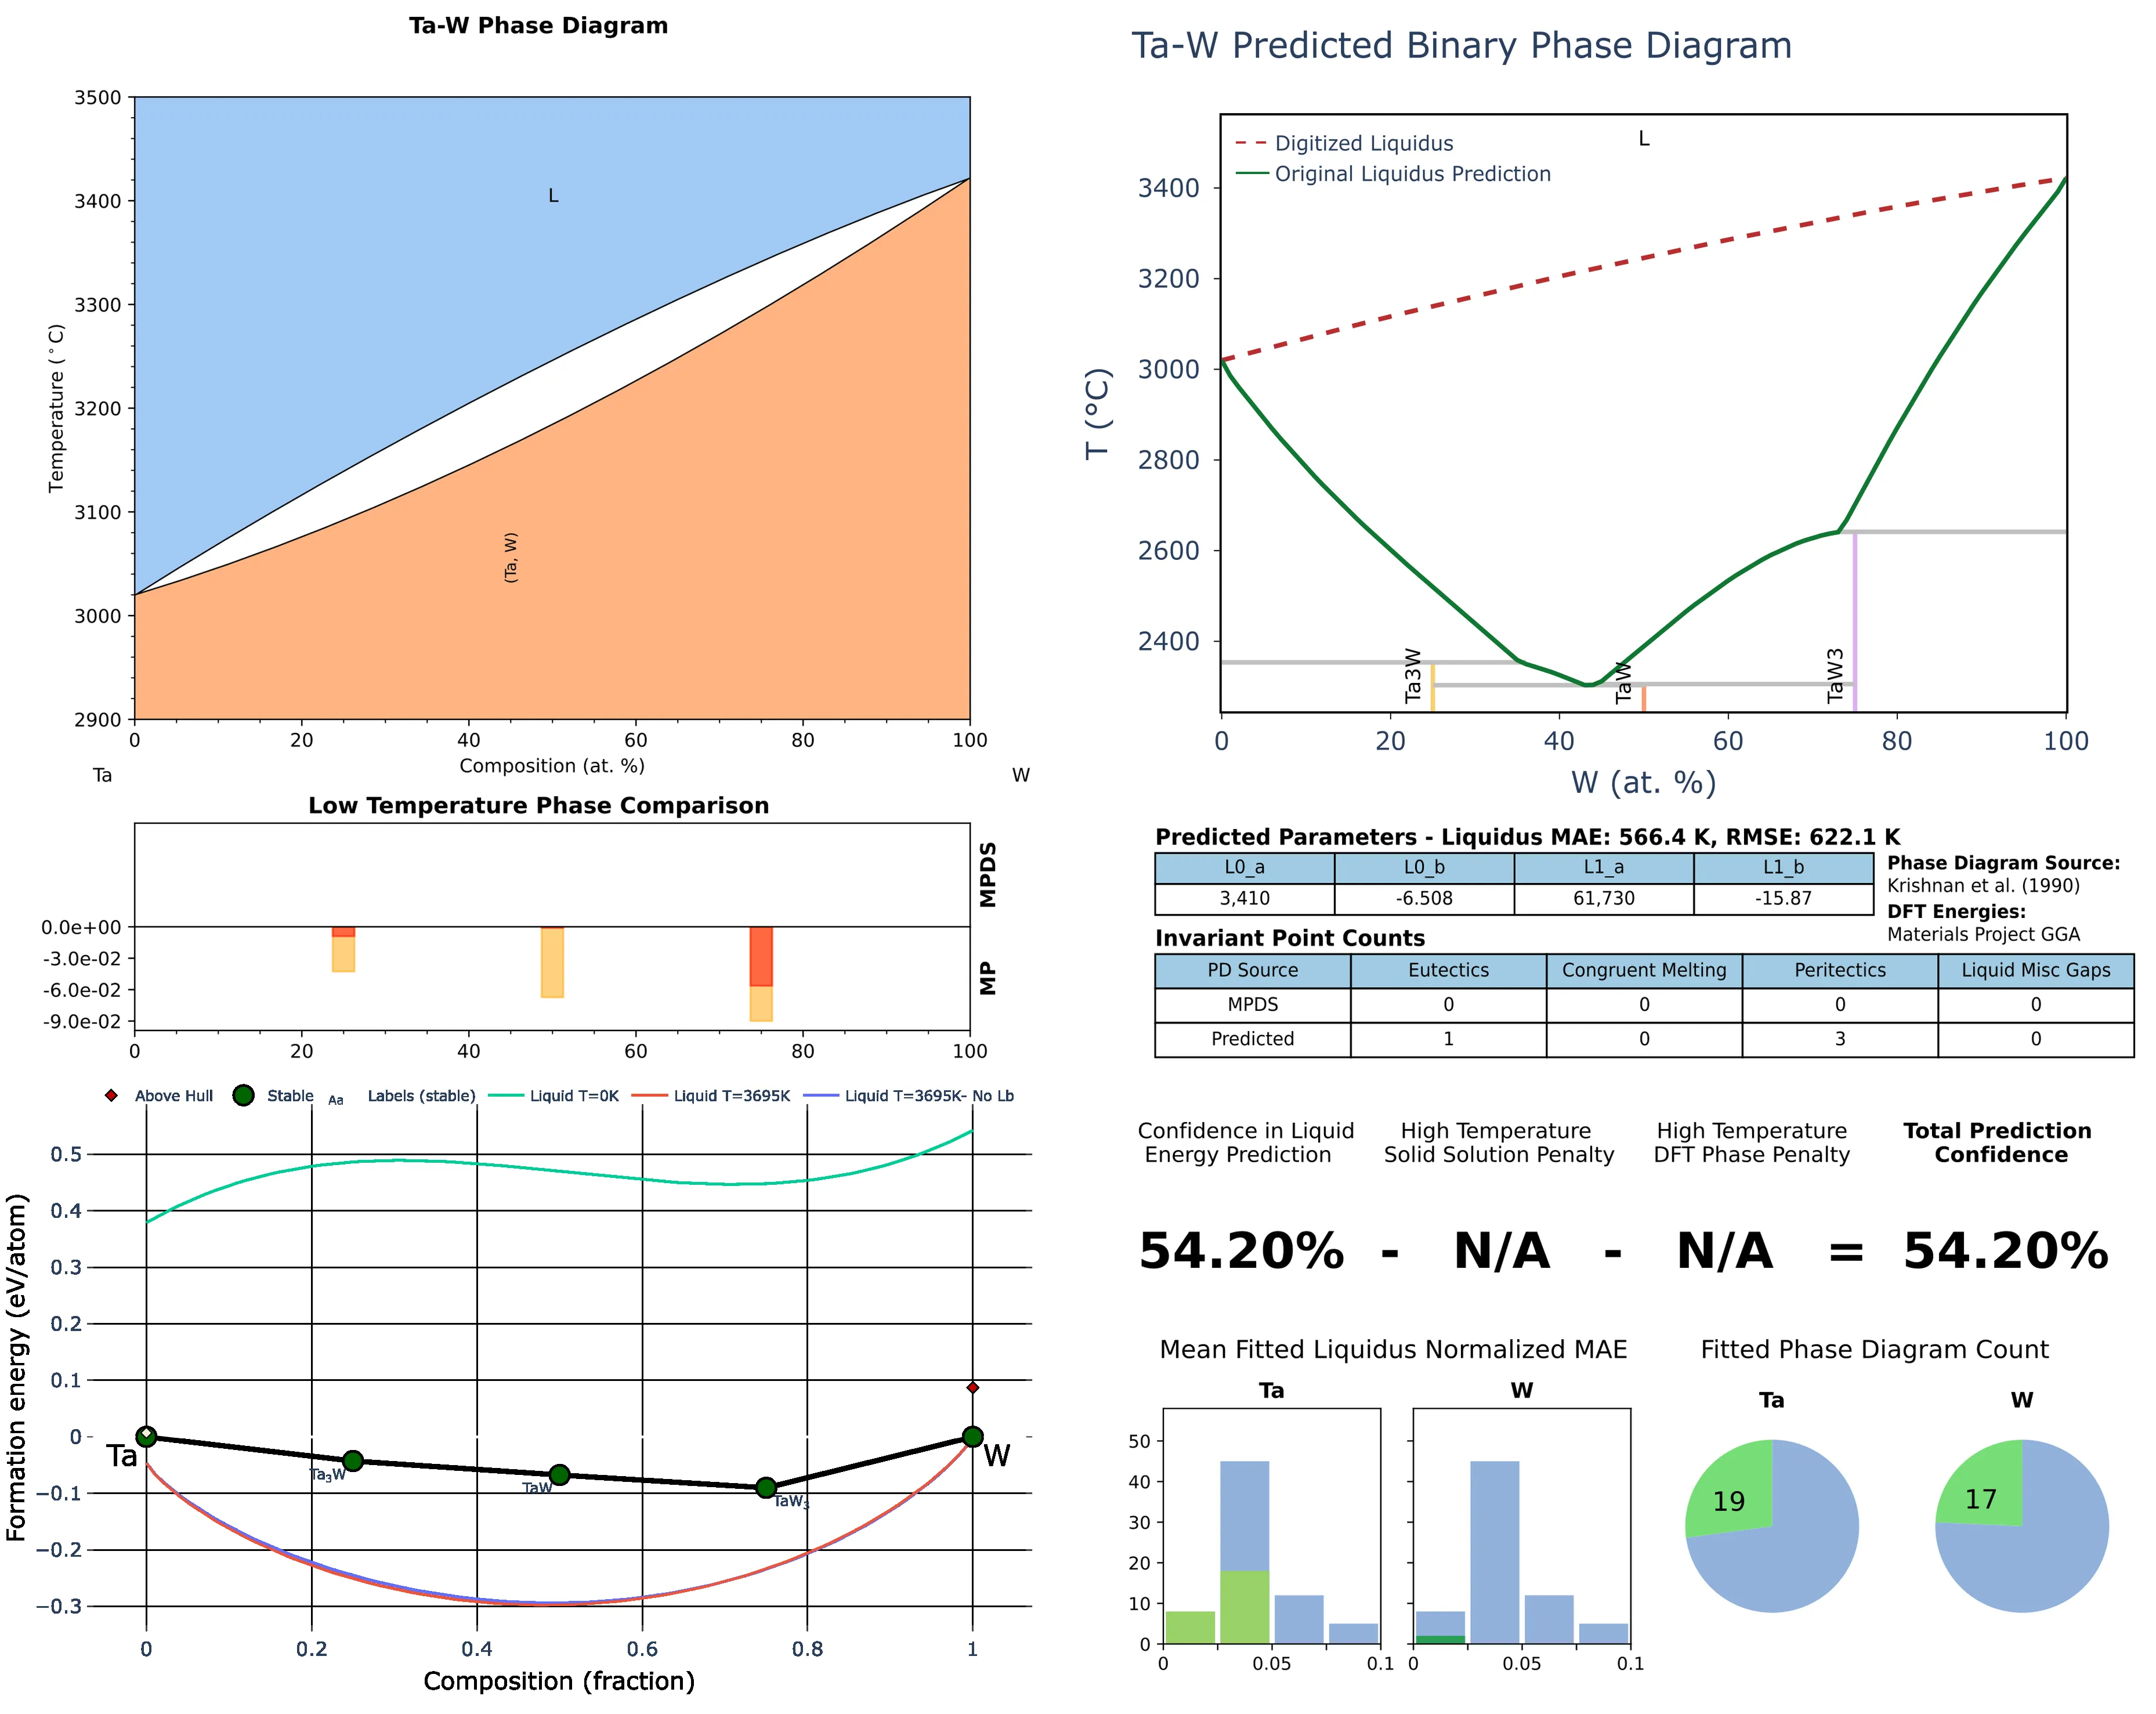 Ta-W Phase Diagram
3500
3400
3300
3200
3100
3000
2900
Temperature (°C)
L
(Ta, W)
0 20 40 60 80 100
Composition (at. %)
Ta W
Low Temperature Phase Comparison
MPDS
MP
0.0e+00
-3.0e-02
-6.0e-02
-9.0e-02
0 20 40 60 80 100
Above Hull Stable Aa Labels (stable) Liquid T=0K Liquid T=3695K Liquid T=3695K- No Lb
0.5
0.4
0.3
0.2
0.1
0
−0.1
−0.2
−0.3
Formation energy (eV/atom)
Ta
Ta₃W
TaW
TaW₃
W
0 0.2 0.4 0.6 0.8 1
Composition (fraction)
Ta-W Predicted Binary Phase Diagram
Digitized Liquidus
Original Liquidus Prediction
L
3400
3200
3000
2800
2600
2400
T (°C)
Ta3W
TaW
TaW3
0 20 40 60 80 100
W (at. %)
Predicted Parameters - Liquidus MAE: 566.4 K, RMSE: 622.1 K
L0_a L0_b L1_a L1_b
3,410 -6.508 61,730 -15.87
Phase Diagram Source:
Krishnan et al. (1990)
DFT Energies:
Materials Project GGA
Invariant Point Counts
PD Source Eutectics Congruent Melting Peritectics Liquid Misc Gaps
MPDS 0 0 0 0
Predicted 1 0 3 0
Confidence in Liquid
Energy Prediction
High Temperature
Solid Solution Penalty
High Temperature
DFT Phase Penalty
Total Prediction
Confidence
54.20% - N/A - N/A = 54.20%
Mean Fitted Liquidus Normalized MAE
Ta W
50
40
30
20
10
0
0 0.05 0.1
0 0.05 0.1
Fitted Phase Diagram Count
Ta W
19 17